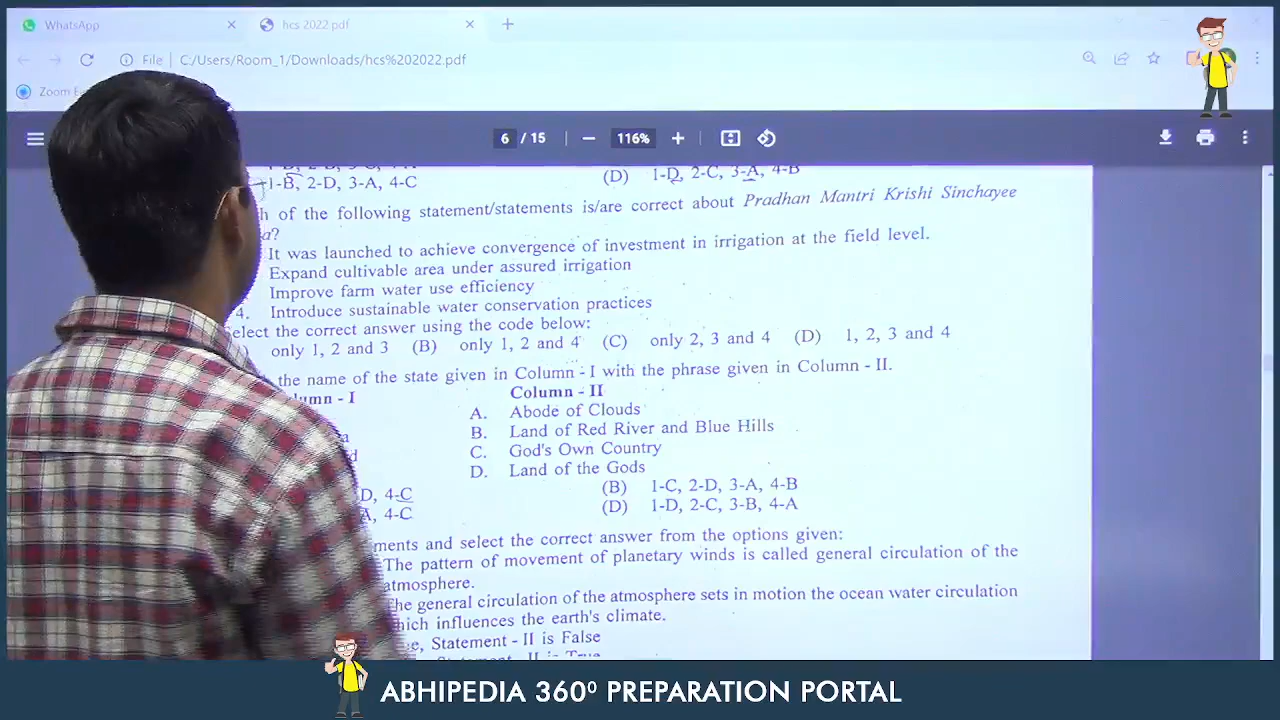 WhatsApp
hcs 2022 pdf
File
C:/Users/Room_1/Downloads/hcs%202022.pdf
Zoom
6 / 15
116%
1-B, 2-D, 3-A, 4-C
(D) 1-D, 2-C, 3-A, 4-B
of the following statement/statements is/are correct about Pradhan Mantri Krishi Sinchayee
a?
It was launched to achieve convergence of investment in irrigation at the field level.
Expand cultivable area under assured irrigation
Improve farm water use efficiency
4. Introduce sustainable water conservation practices
elect the correct answer using the code below:
only 1, 2 and 3 (B) only 1, 2 and 4 (C) only 2, 3 and 4 (D) 1, 2, 3 and 4
the name of the state given in Column - I with the phrase given in Column - II.
lumn - I Column - II
A. Abode of Clouds
B. Land of Red River and Blue Hills
C. God's Own Country
D. Land of the Gods
D, 4-C (B) 1-C, 2-D, 3-A, 4-B
A, 4-C (D) 1-D, 2-C, 3-B, 4-A
ments and select the correct answer from the options given:
The pattern of movement of planetary winds is called general circulation of the
atmosphere.
The general circulation of the atmosphere sets in motion the ocean water circulation
hich influences the earth's climate.
e, Statement - II is False
ABHIPEDIA 360⁰ PREPARATION PORTAL